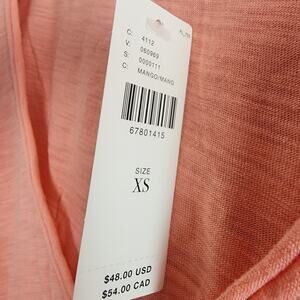 C: 4112
V: 060969
S: 0000111
C: MANGO/MANG
67801415
SIZE
XS
$48.00 USD
$54.00 CAD